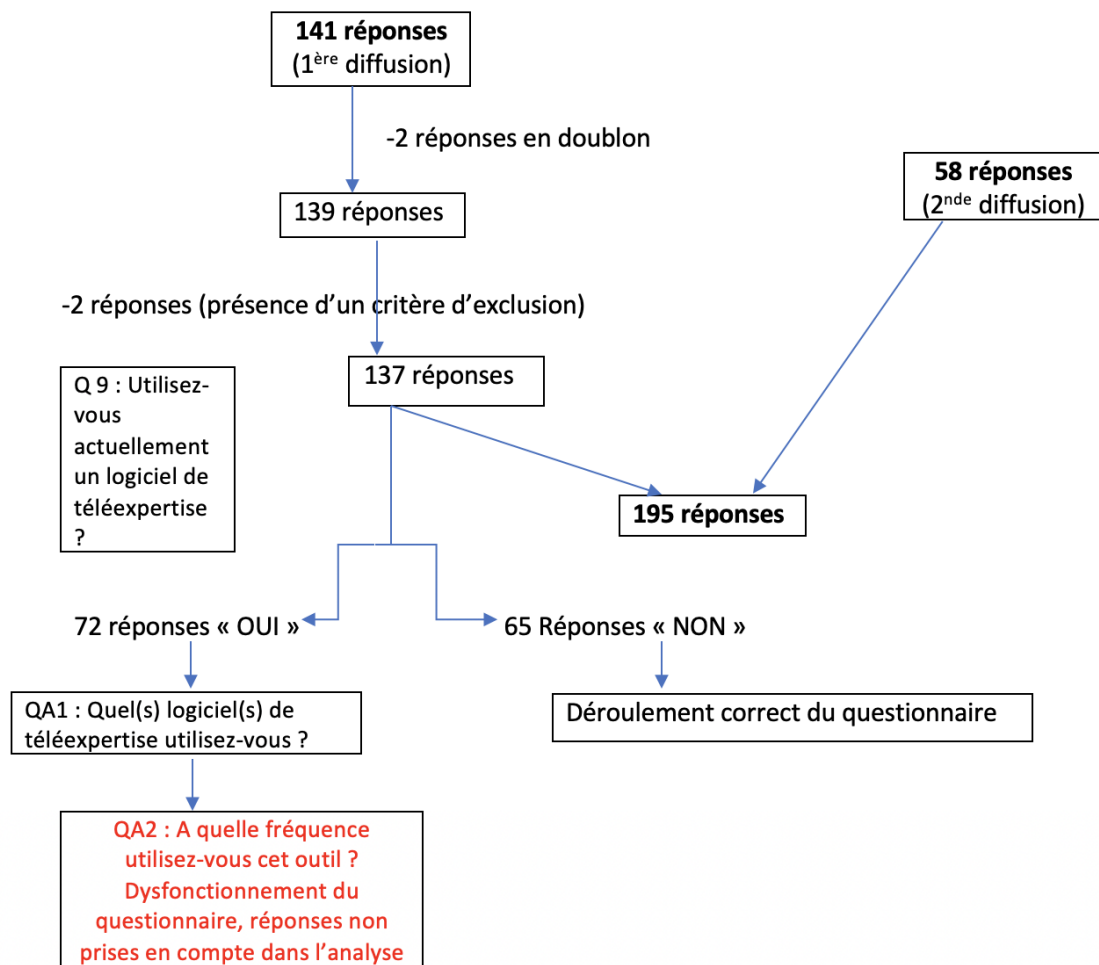 141 réponses
(1ère diffusion)
-2 réponses en doublon
58 réponses
(2nde diffusion)
139 réponses
-2 réponses (présence d’un critère d’exclusion)
137 réponses
Q 9 : Utilisez-
vous
actuellement
un logiciel de
téléexpertise
?
195 réponses
72 réponses « OUI »
65 Réponses « NON »
QA1 : Quel(s) logiciel(s) de
téléexpertise utilisez-vous ?
Déroulement correct du questionnaire
QA2 : A quelle fréquence
utilisez-vous cet outil ?
Dysfonctionnement du
questionnaire, réponses non
prises en compte dans l’analyse